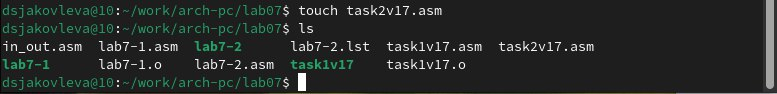 dsjakovleva@10:~/work/arch-pc/lab07$ touch task2v17.asm
dsjakovleva@10:~/work/arch-pc/lab07$ ls
in_out.asm lab7-1.asm lab7-2 lab7-2.lst task1v17.asm task2v17.asm
lab7-1 lab7-1.o lab7-2.asm task1v17 task1v17.o
dsjakovleva@10:~/work/arch-pc/lab07$